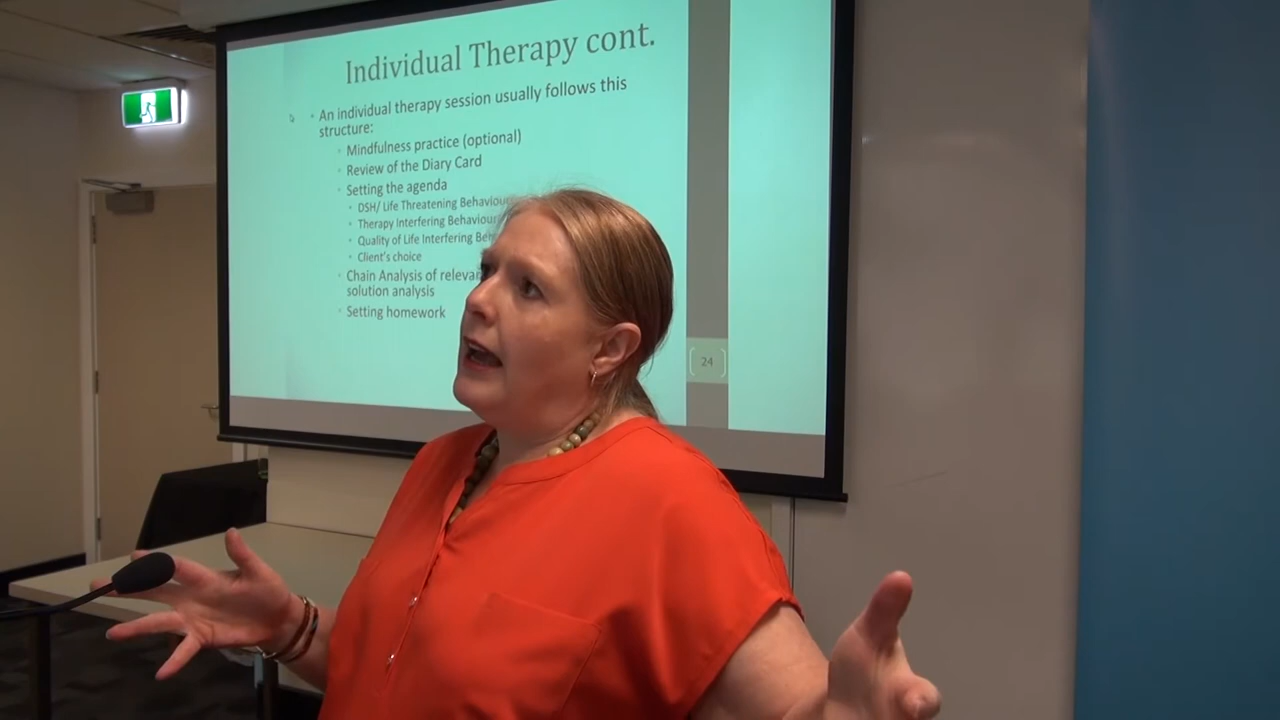 Individual Therapy cont.
An individual therapy session usually follows this
structure:
Mindfulness practice (optional)
Review of the Diary Card
Setting the agenda
DSH/ Life Threatening
Therapy Interfering
Quality of Life Interfering
Client's choice
Chain Analysis of
solution analysis
Setting homework
24